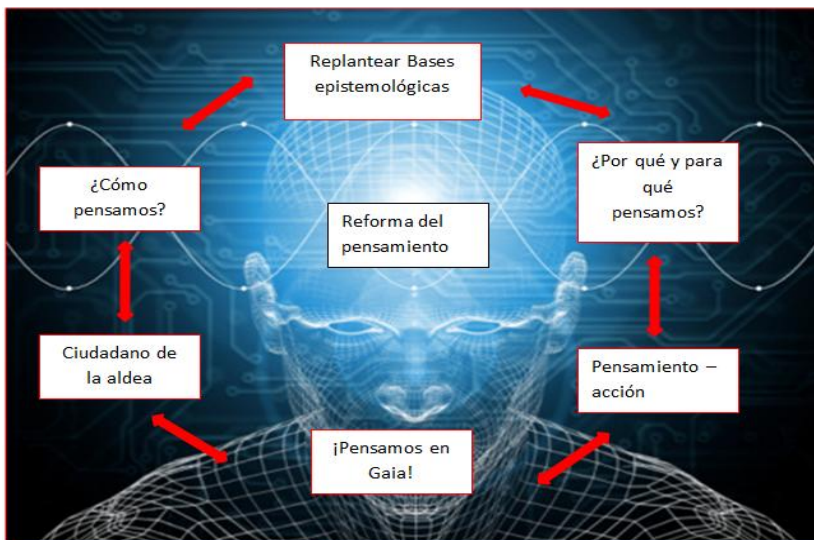 Replantear Bases
epistemológicas
¿Cómo
pensamos?
¿Por qué y para
qué
pensamos?
Reforma del
pensamiento
Ciudadano de
la aldea
Pensamiento –
acción
¡Pensamos en
Gaia!